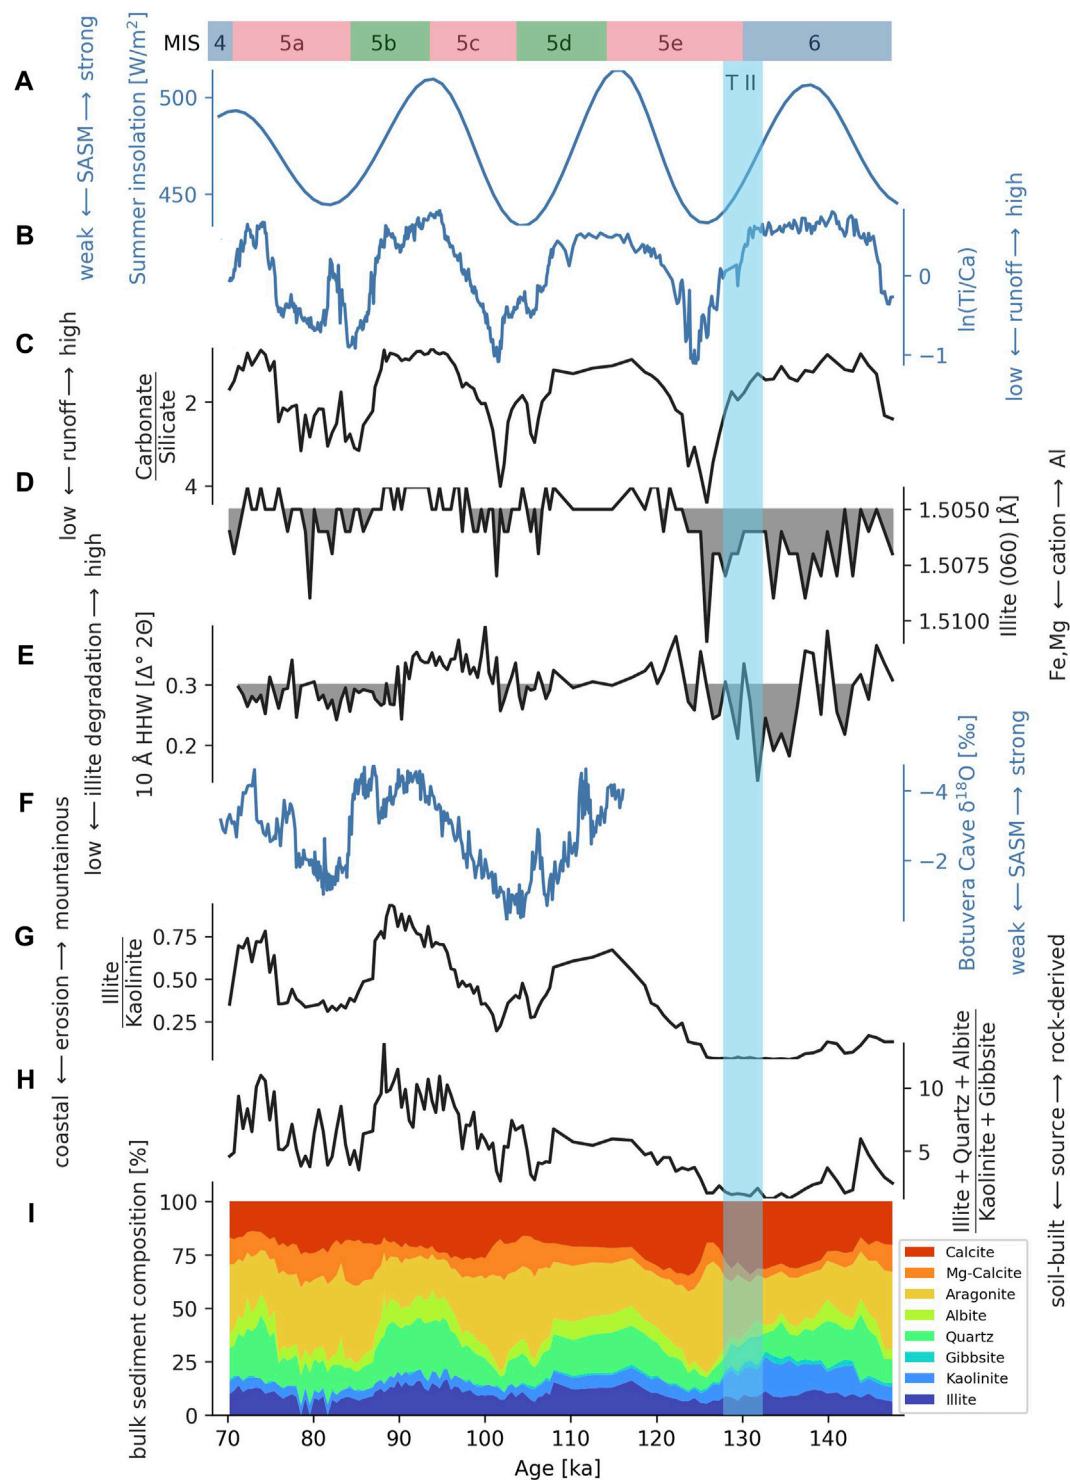 MIS 4 5a 5b 5c 5d 5e 6
T II
A
weak ← SASM → strong
Summer insolation [W/m²]
500
450
B
0
−1
ln(Ti/Ca)
low ← runoff → high
C
low ← runoff → high
Carbonate
Silicate
2
4
D
1.5050
1.5075
1.5100
Illite (060) [Å]
Fe,Mg ← cation → Al
E
low ← illite degradation → high
10 Å HHW [Δ° 2Θ]
0.3
0.2
F
−4
−2
Botuvera Cave δ¹⁸O [‰]
weak ← SASM → strong
G
coastal ← erosion → mountainous
Illite
Kaolinite
0.75
0.50
0.25
H
10
5
Illite + Quartz + Albite
Kaolinite + Gibbsite
soil-built ← source → rock-derived
I
bulk sediment composition [%]
100
75
50
25
0
Calcite
Mg-Calcite
Aragonite
Albite
Quartz
Gibbsite
Kaolinite
Illite
70 80 90 100 110 120 130 140
Age [ka]